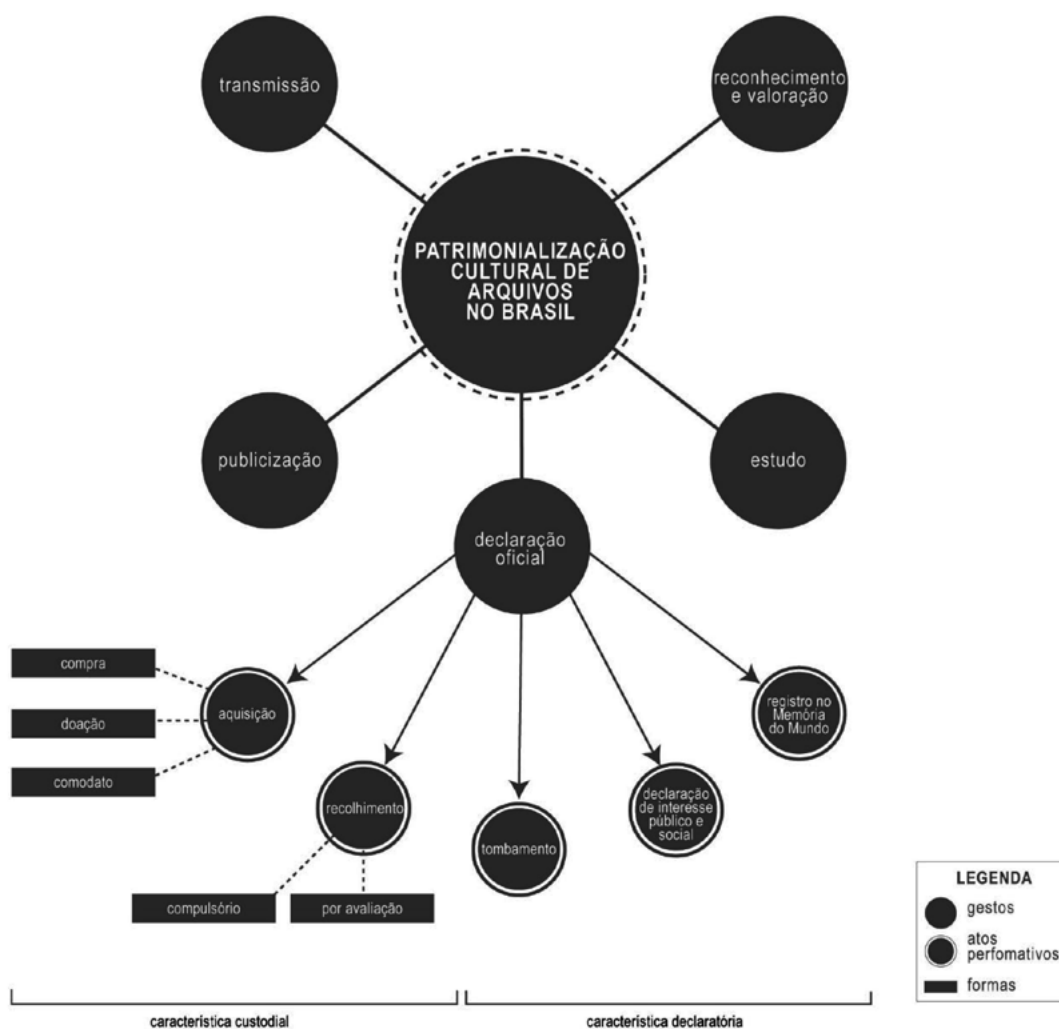 transmissão
reconhecimento
e valoração
PATRIMONIALIZAÇÃO
CULTURAL DE
ARQUIVOS
NO BRASIL
publicização
estudo
declaração
oficial
compra
doação
comodato
aquisição
registro no
Memória
do Mundo
recolhimento
declaração
de interesse
público e
social
tombamento
compulsório
por avaliação
LEGENDA
gestos
atos
perfomativos
formas
característica custodial
característica declaratória